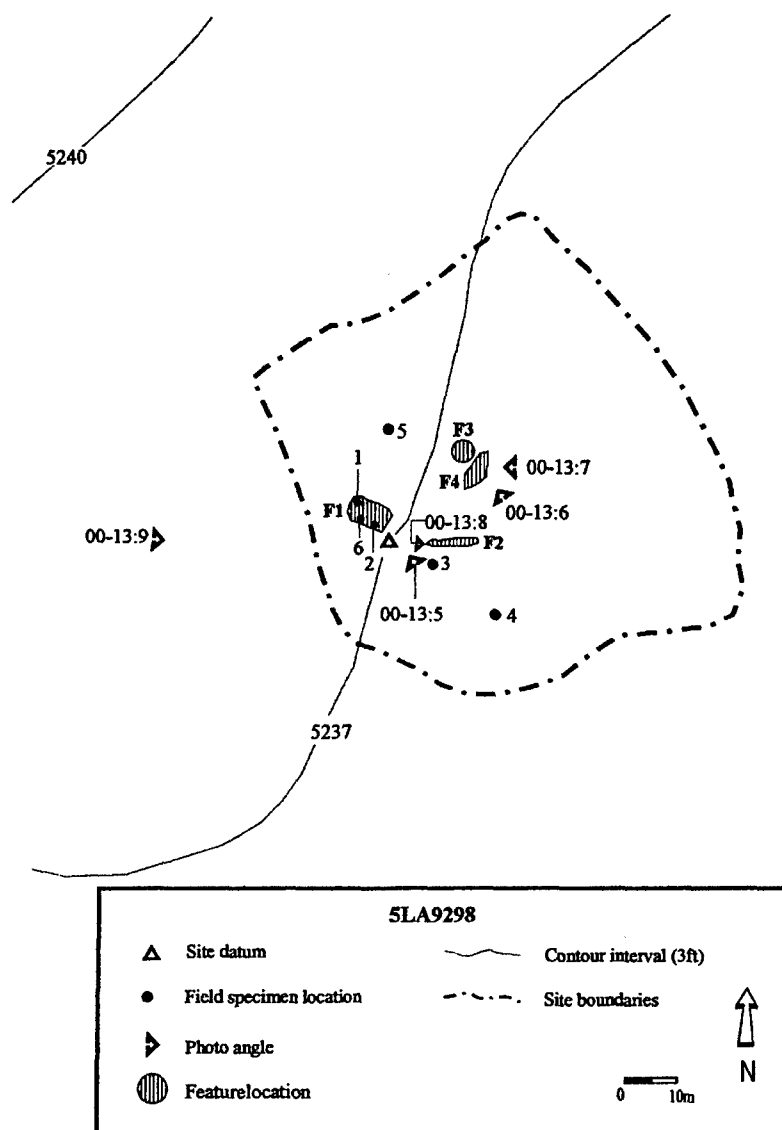 5240
5
F3
1
F4
00-13:7
F1
00-13:6
00-13:8
00-13:9
F2
6
2
3
00-13:5
4
5237
5LA9298
Site datum
Contour interval (3ft)
Field specimen location
Site boundaries
Photo angle
Featurelocation
N
0 10m